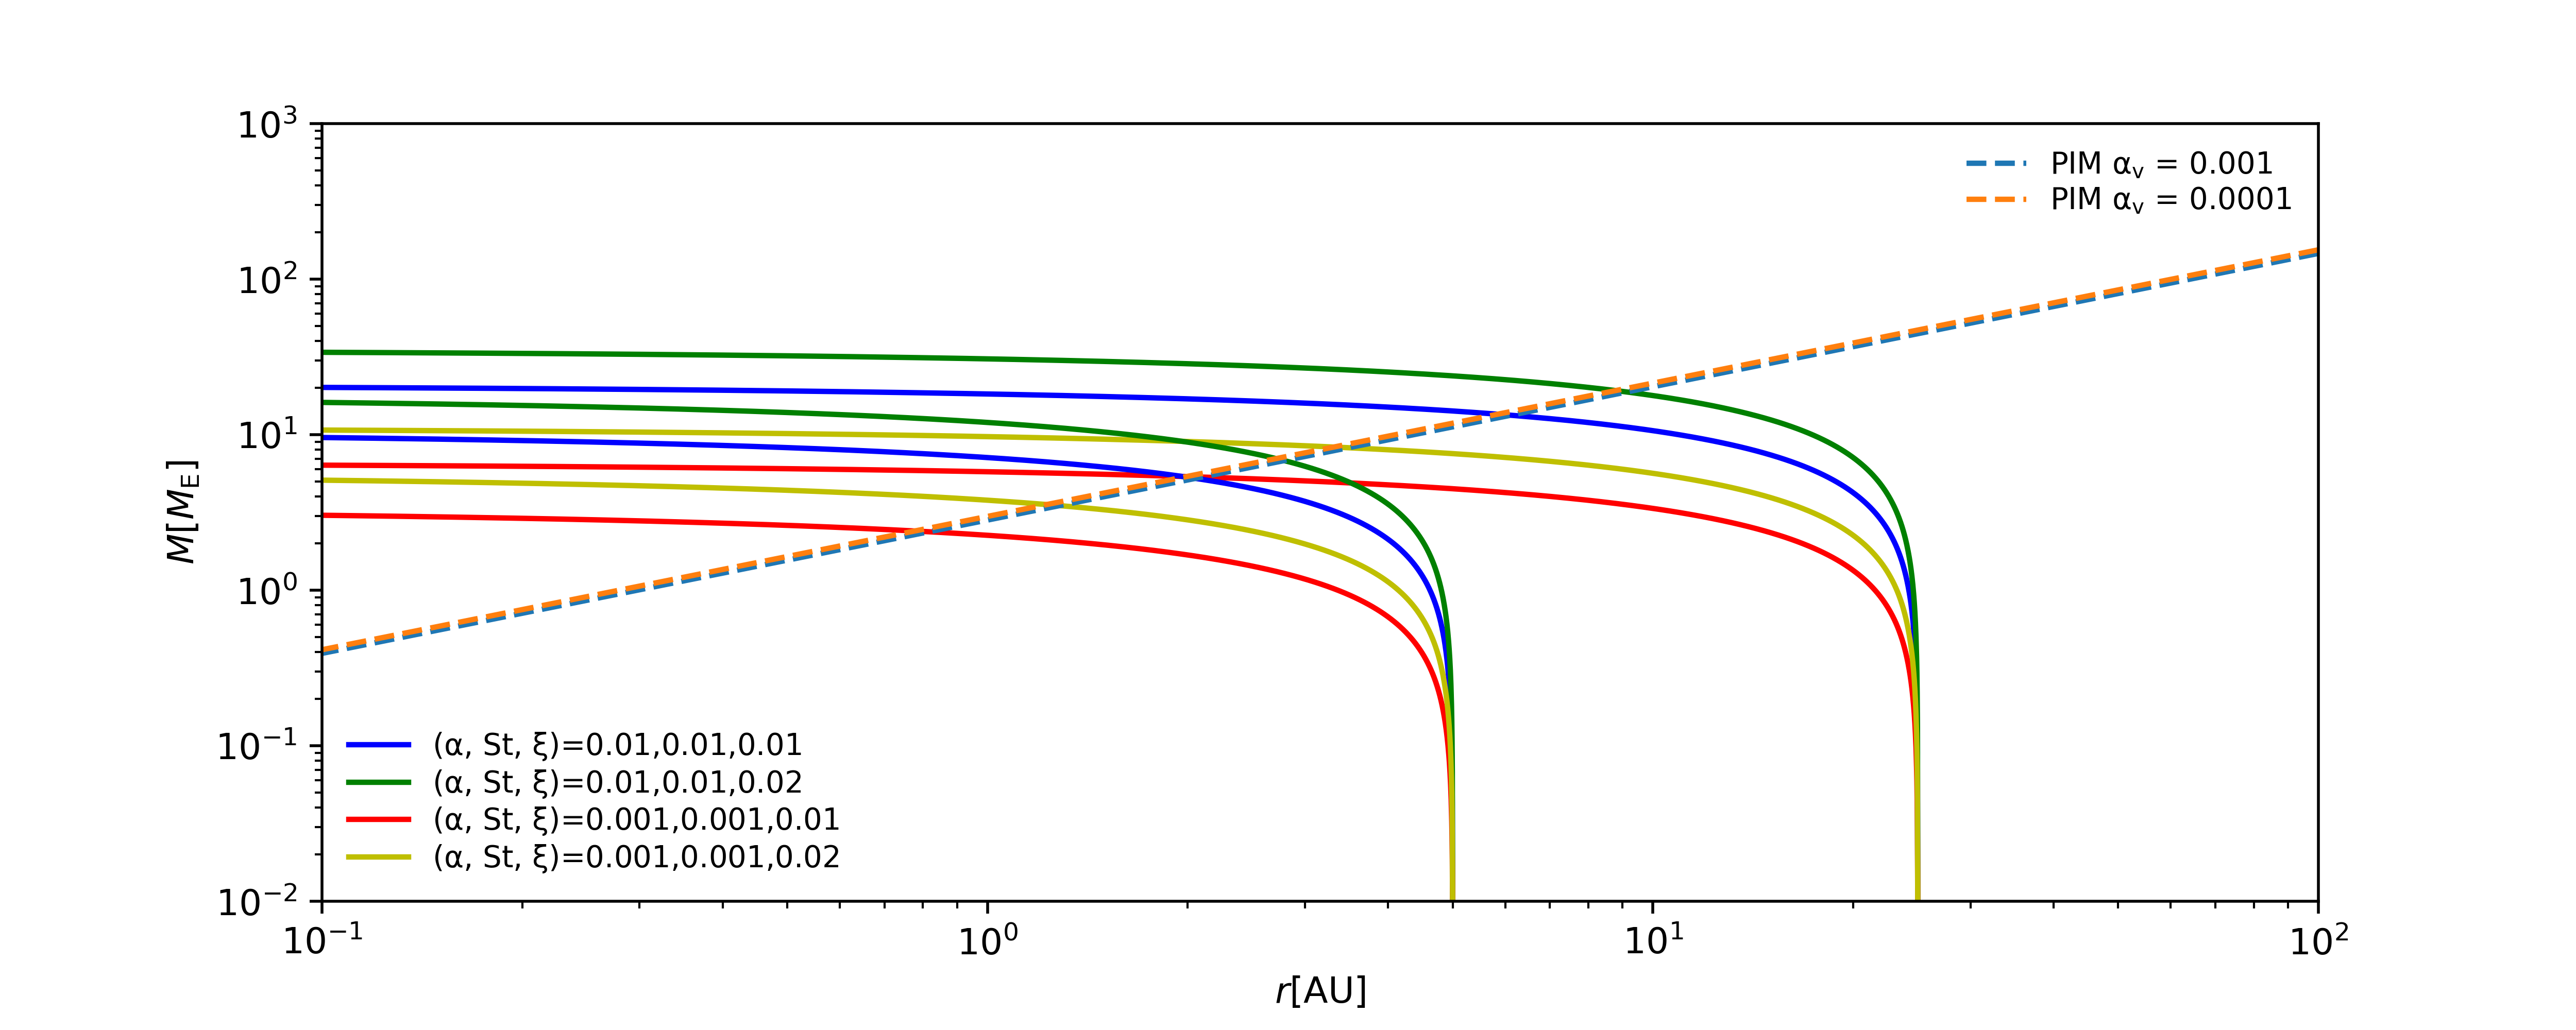 10³
PIM αᵥ = 0.001
PIM αᵥ = 0.0001
10²
10¹
M[M_E]
10⁰
10⁻¹
(α, St, ξ)=0.01,0.01,0.01
(α, St, ξ)=0.01,0.01,0.02
(α, St, ξ)=0.001,0.001,0.01
(α, St, ξ)=0.001,0.001,0.02
10⁻²
10⁻¹ 10⁰ 10¹ 10²
r[AU]